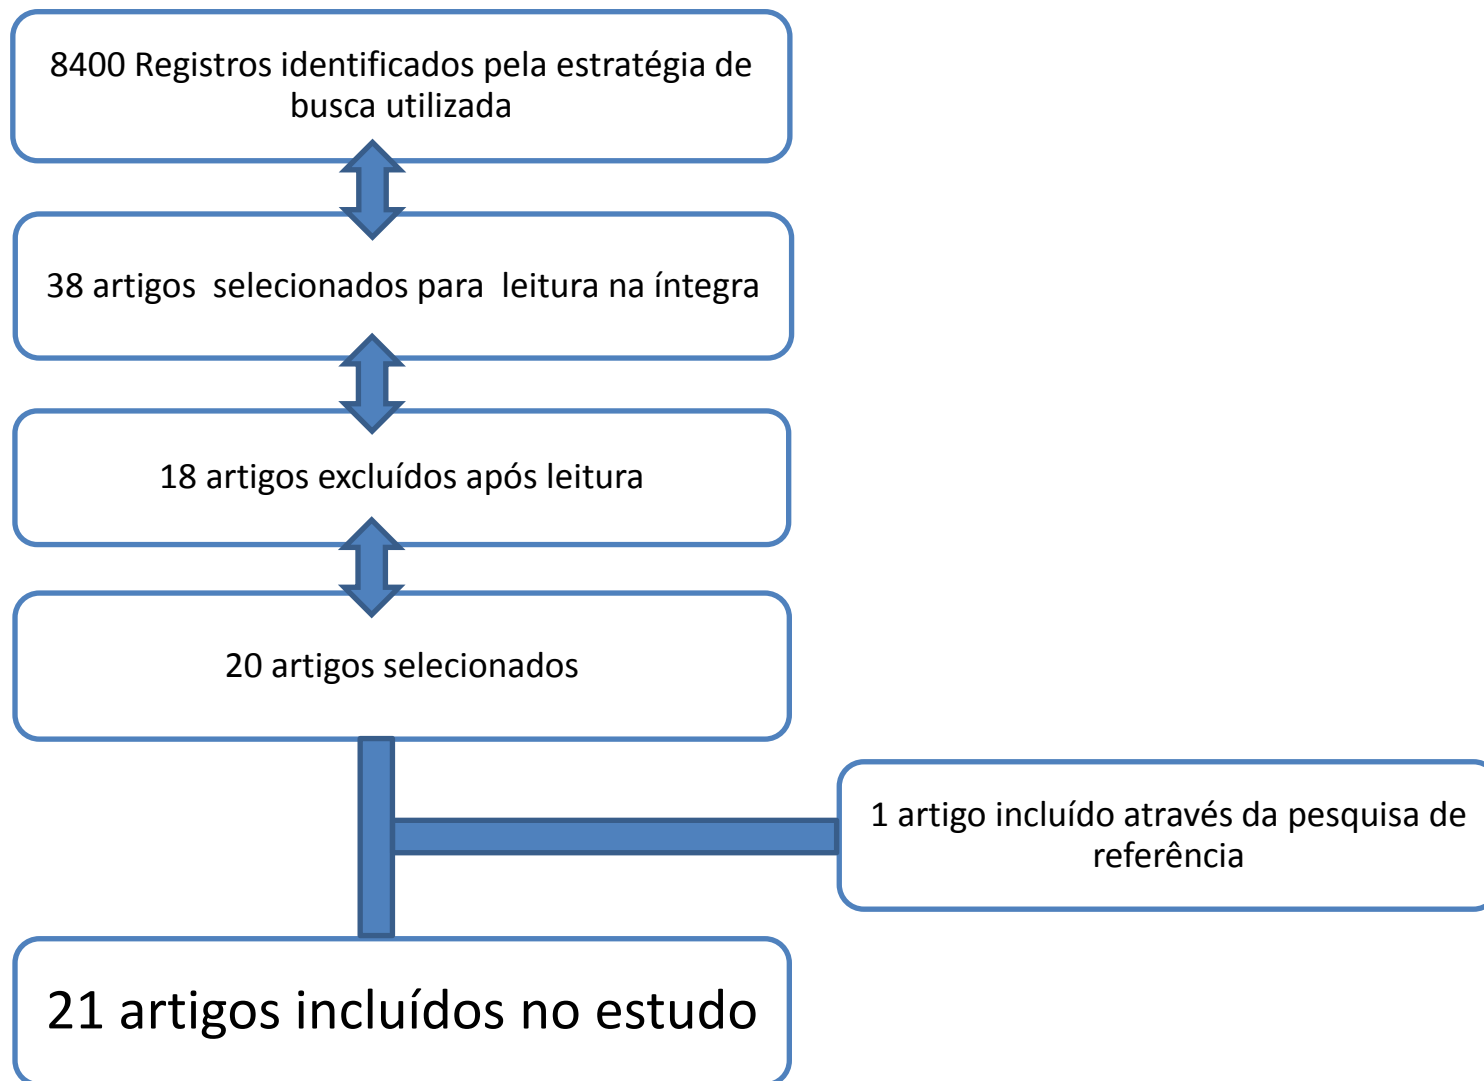 8400 Registros identificados pela estratégia de
busca utilizada
38 artigos selecionados para leitura na íntegra
18 artigos excluídos após leitura
20 artigos selecionados
1 artigo incluído através da pesquisa de
referência
21 artigos incluídos no estudo